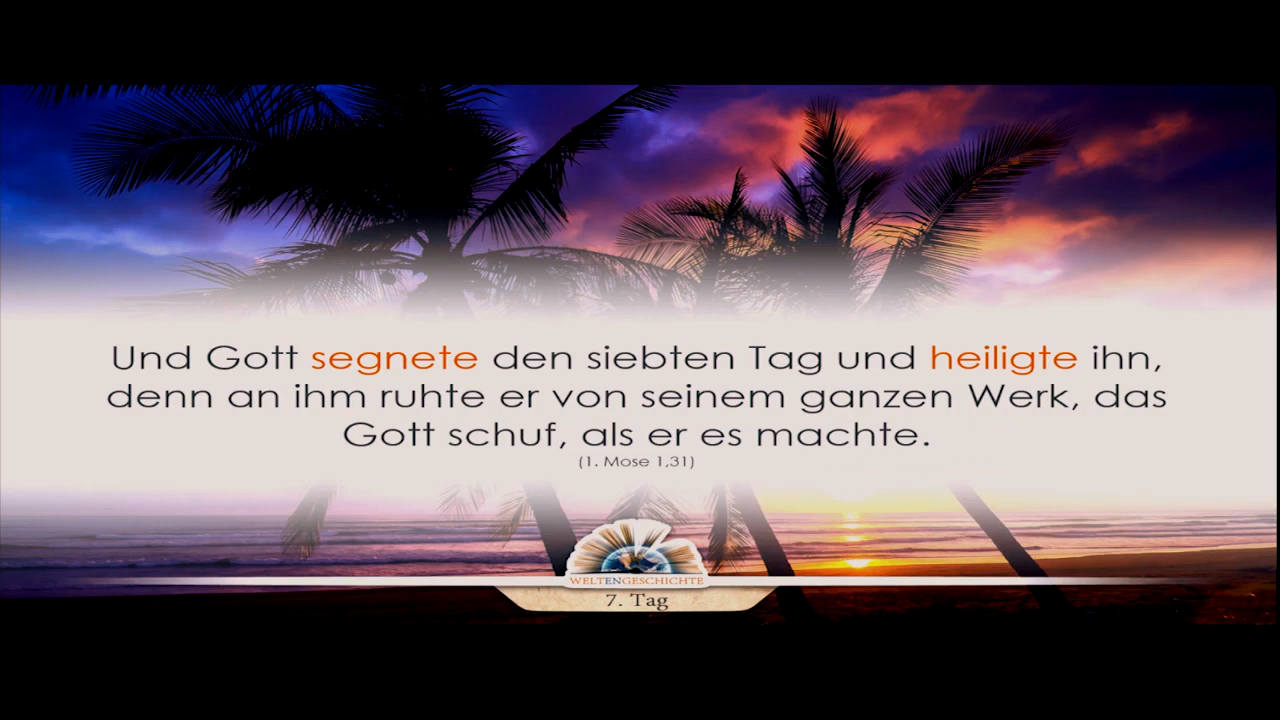 Und Gott segnete den siebten Tag und heiligte ihn,
denn an ihm ruhte er von seinem ganzen Werk, das
Gott schuf, als er es machte.
(1. Mose 1,31)
WELTENGESCHICHTE
7. Tag